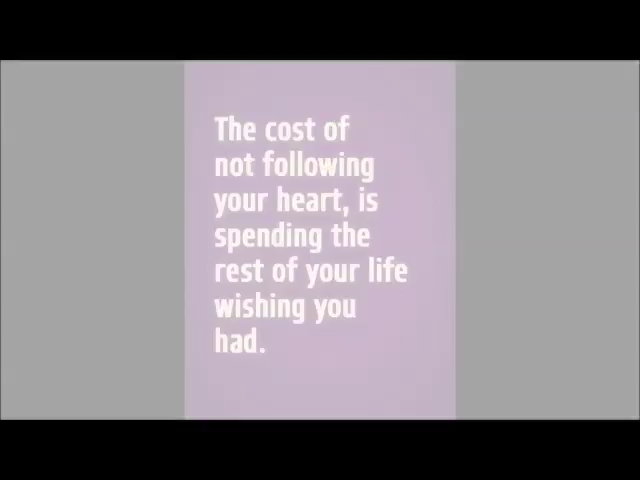 The cost of
not following
your heart, is
spending the
rest of your life
wishing you
had.